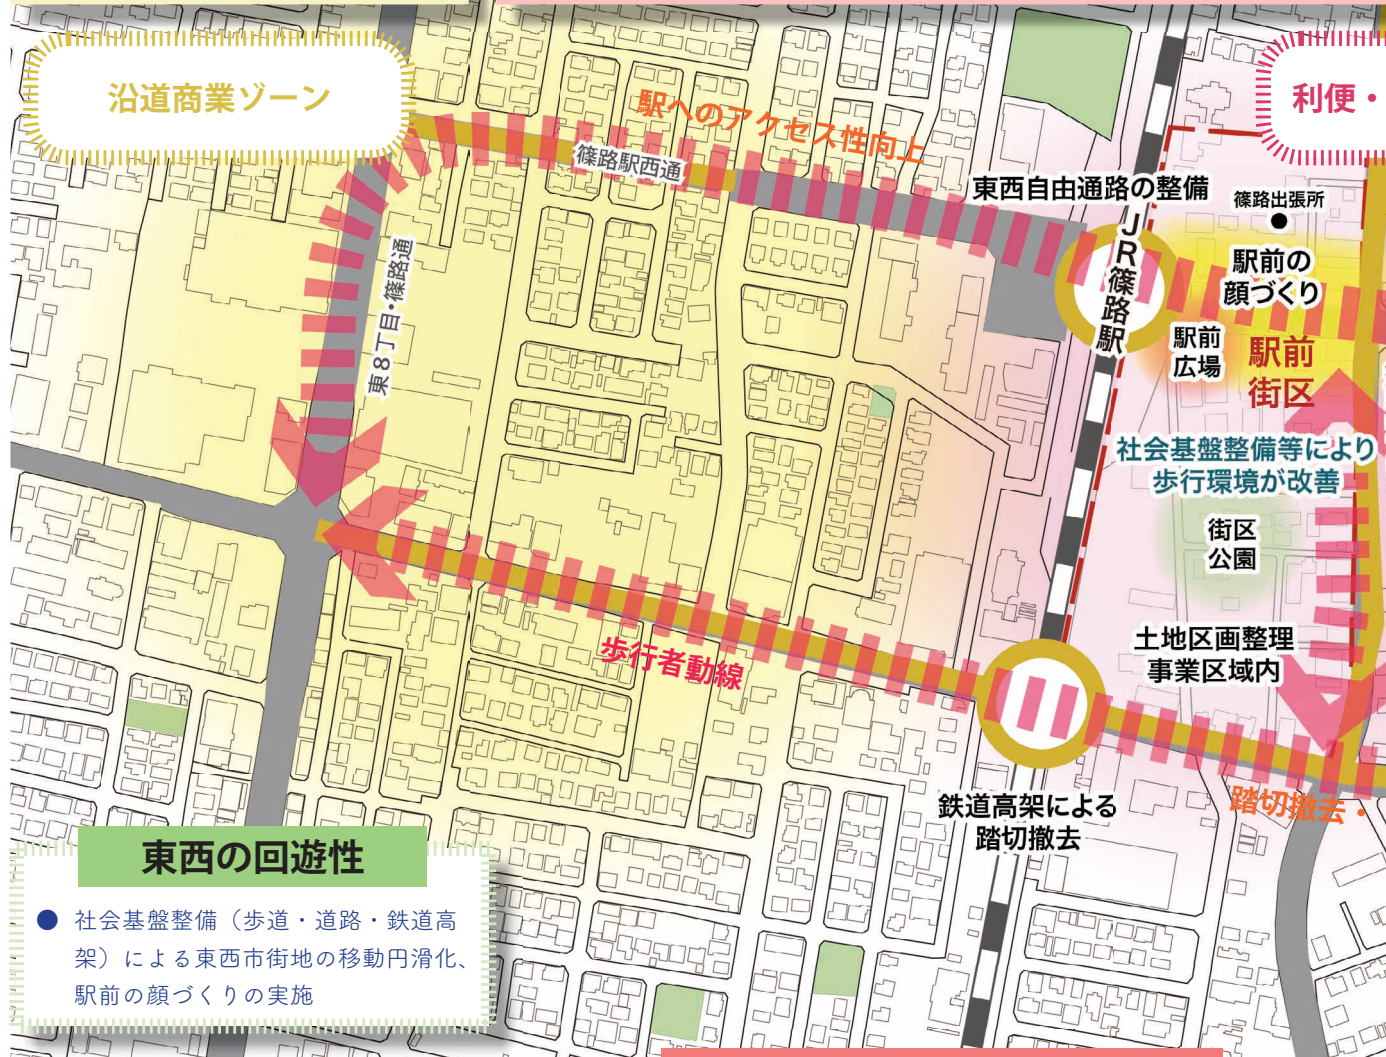 沿道商業ゾーン
利便・
駅へのアクセス性向上
篠路駅西通
東西自由通路の整備
篠路出張所
JR篠路駅
駅前の
顔づくり
東8丁目・篠路通
駅前
広場
駅前
街区
社会基盤整備等により
歩行環境が改善
街区
公園
土地区画整理
事業区域内
歩行者動線
鉄道高架による
踏切撤去
踏切撤去・
東西の回遊性
● 社会基盤整備（歩道・道路・鉄道高
架）による東西市街地の移動円滑化、
駅前の顔づくりの実施